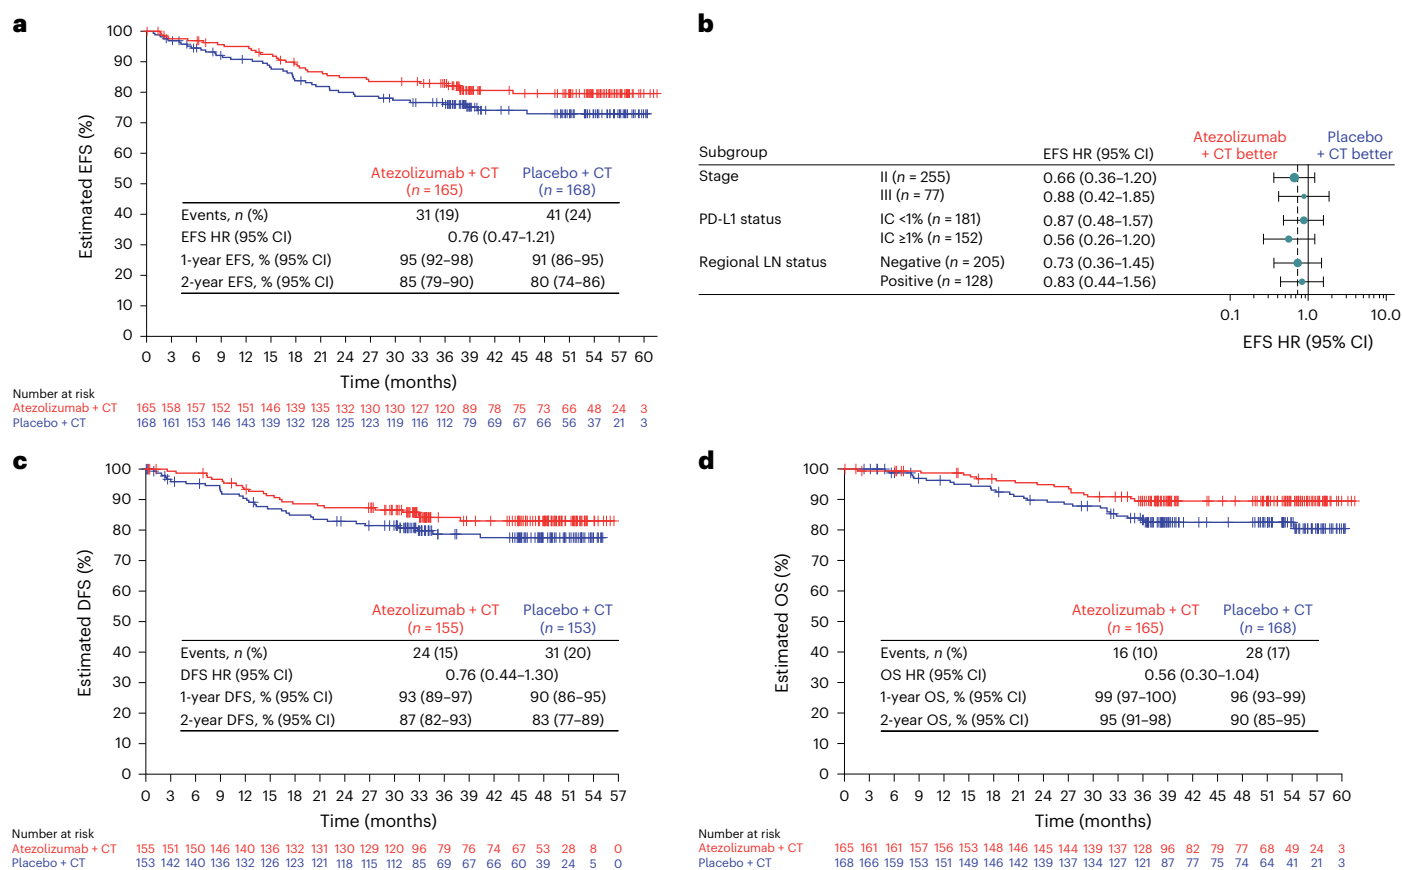 a
100
90
80
70
60
50
40
30
20
10
0
Estimated EFS (%)
Atezolizumab + CT Placebo + CT
(n = 165) (n = 168)
Events, n (%) 31 (19) 41 (24)
EFS HR (95% CI) 0.76 (0.47–1.21)
1-year EFS, % (95% CI) 95 (92–98) 91 (86–95)
2-year EFS, % (95% CI) 85 (79–90) 80 (74–86)
0 3 6 9 12 15 18 21 24 27 30 33 36 39 42 45 48 51 54 57 60
Time (months)
Number at risk
Atezolizumab + CT 165 158 157 152 151 146 139 135 132 130 130 127 120 89 78 75 73 66 48 24 3
Placebo + CT 168 161 153 146 143 139 132 128 125 123 119 116 112 79 69 67 66 56 37 21 3
b
Atezolizumab Placebo
+ CT better + CT better
Subgroup EFS HR (95% CI)
Stage II (n = 255) 0.66 (0.36–1.20)
III (n = 77) 0.88 (0.42–1.85)
PD-L1 status IC <1% (n = 181) 0.87 (0.48–1.57)
IC ≥1% (n = 152) 0.56 (0.26–1.20)
Regional LN status Negative (n = 205) 0.73 (0.36–1.45)
Positive (n = 128) 0.83 (0.44–1.56)
0.1 1.0 10.0
EFS HR (95% CI)
c
100
90
80
70
60
50
40
30
20
10
0
Estimated DFS (%)
Atezolizumab + CT Placebo + CT
(n = 155) (n = 153)
Events, n (%) 24 (15) 31 (20)
DFS HR (95% CI) 0.76 (0.44–1.30)
1-year DFS, % (95% CI) 93 (89–97) 90 (86–95)
2-year DFS, % (95% CI) 87 (82–93) 83 (77–89)
0 3 6 9 12 15 18 21 24 27 30 33 36 39 42 45 48 51 54 57
Time (months)
Number at risk
Atezolizumab + CT 155 151 150 146 140 136 132 131 130 129 120 96 79 76 74 67 53 28 8 0
Placebo + CT 153 142 140 136 132 126 123 121 118 115 112 85 69 67 66 60 39 24 5 0
d
100
90
80
70
60
50
40
30
20
10
0
Estimated OS (%)
Atezolizumab + CT Placebo + CT
(n = 165) (n = 168)
Events, n (%) 16 (10) 28 (17)
OS HR (95% CI) 0.56 (0.30–1.04)
1-year OS, % (95% CI) 99 (97–100) 96 (93–99)
2-year OS, % (95% CI) 95 (91–98) 90 (85–95)
0 3 6 9 12 15 18 21 24 27 30 33 36 39 42 45 48 51 54 57 60
Time (months)
Number at risk
Atezolizumab + CT 165 161 161 157 156 153 148 146 145 144 139 137 128 96 82 79 77 68 49 24 3
Placebo + CT 168 166 159 153 151 149 146 142 139 137 134 127 121 87 77 75 74 64 41 21 3